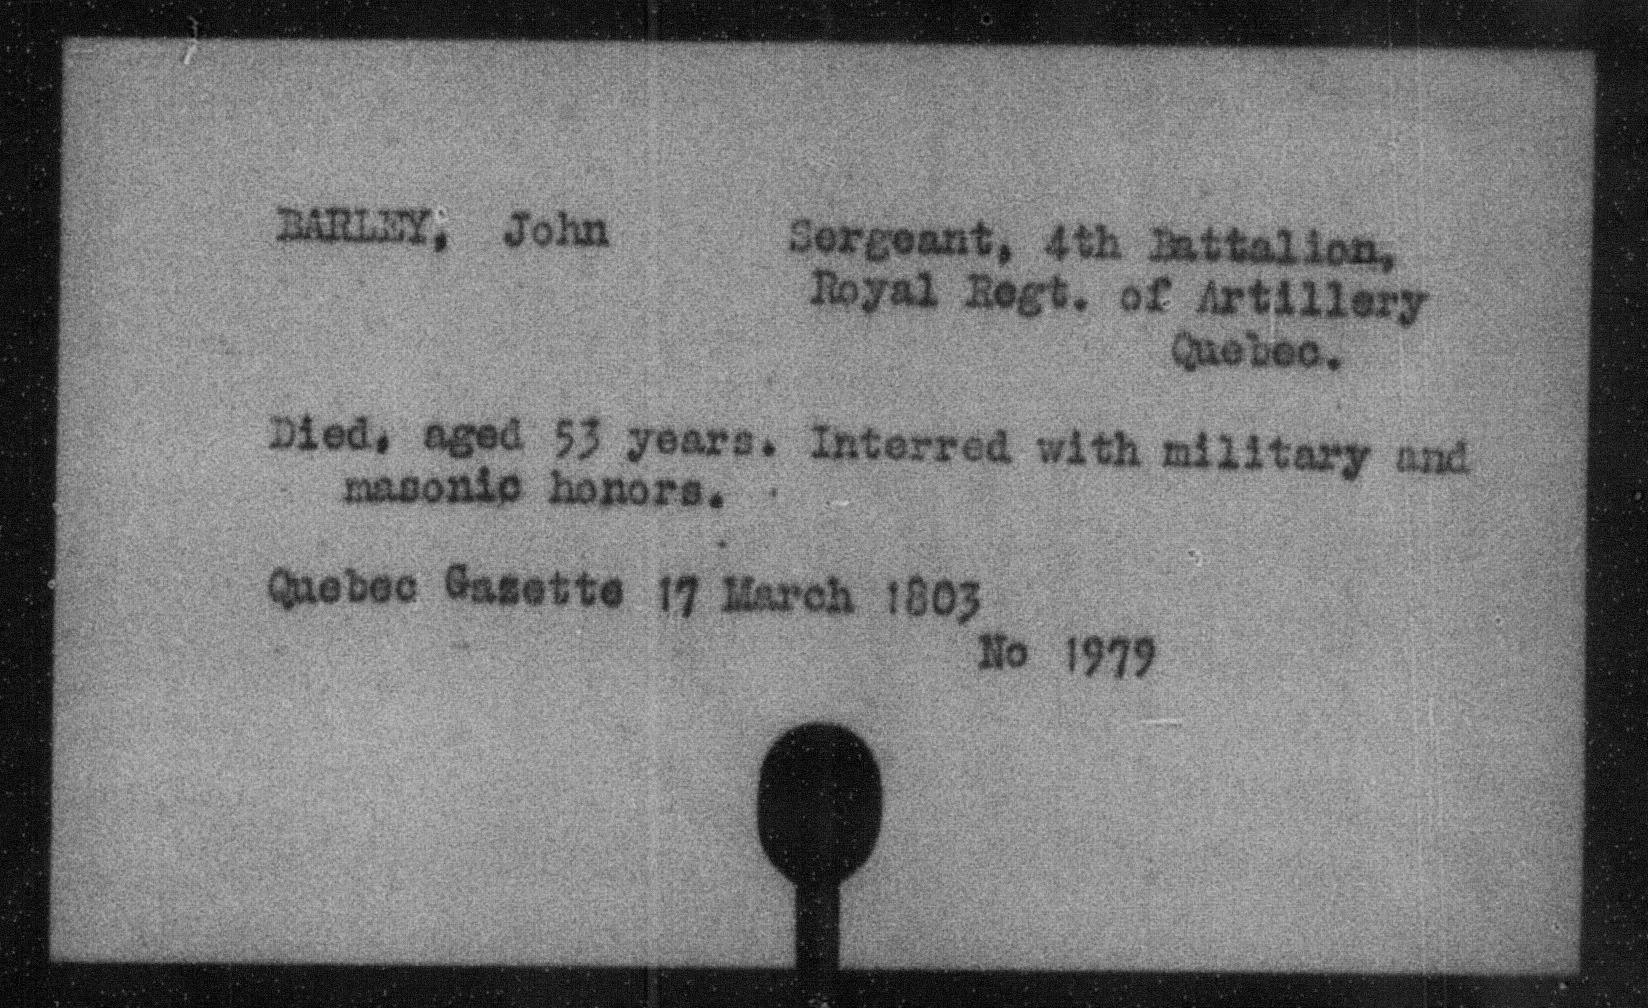 BARLEY, John Sergeant, 4th Battalion,
Royal Regt. of Artillery
Quebec.
Died, aged 53 years. Interred with military and
masonic honors.
Quebec Gazette 17 March 1803
No 1979